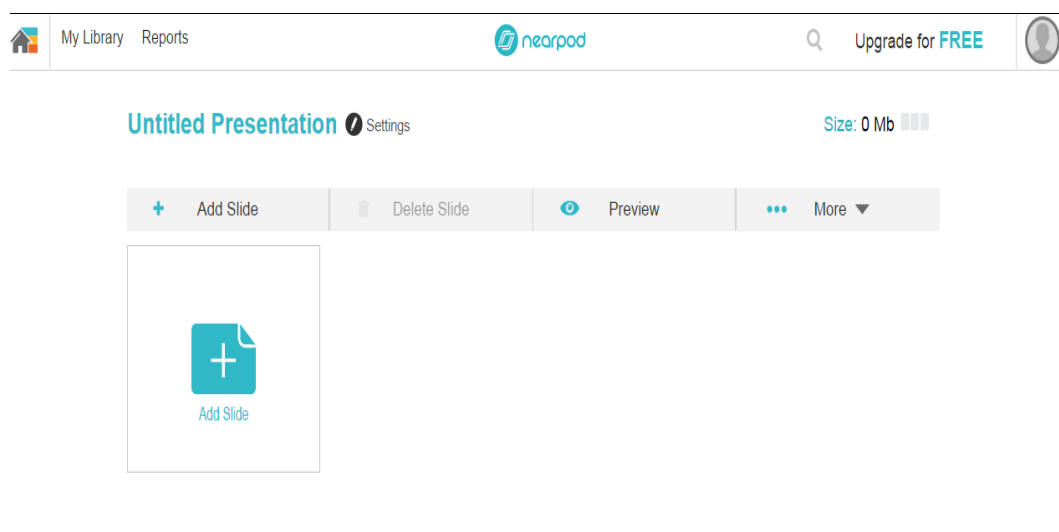 My Library Reports nearpod Upgrade for FREE
Untitled Presentation Settings Size: 0 Mb
Add Slide Delete Slide Preview More
Add Slide